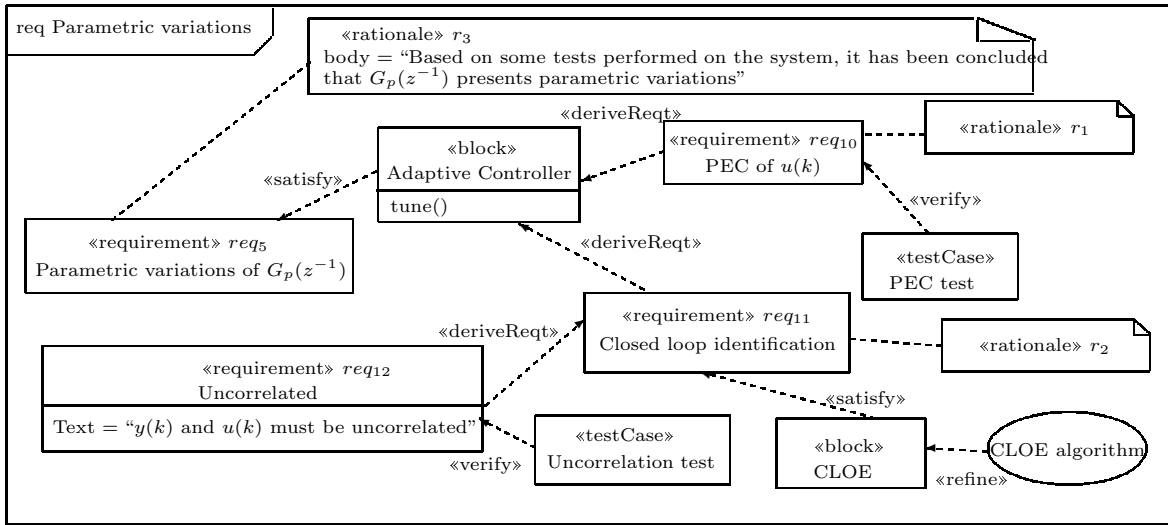 req Parametric variations
«rationale» r₃
body = “Based on some tests performed on the system, it has been concluded
that Gₚ(z⁻¹) presents parametric variations”
«deriveReqt»
«rationale» r₁
«requirement» req₁₀
PEC of u(k)
«block»
Adaptive Controller
tune()
«satisfy»
«verify»
«requirement» req₅
Parametric variations of Gₚ(z⁻¹)
«deriveReqt»
«testCase»
PEC test
«requirement» req₁₁
Closed loop identification
«deriveReqt»
«rationale» r₂
«requirement» req₁₂
Uncorrelated
Text = “y(k) and u(k) must be uncorrelated”
«satisfy»
«testCase»
Uncorrelation test
«verify»
«block»
CLOE
CLOE algorithm
«refine»